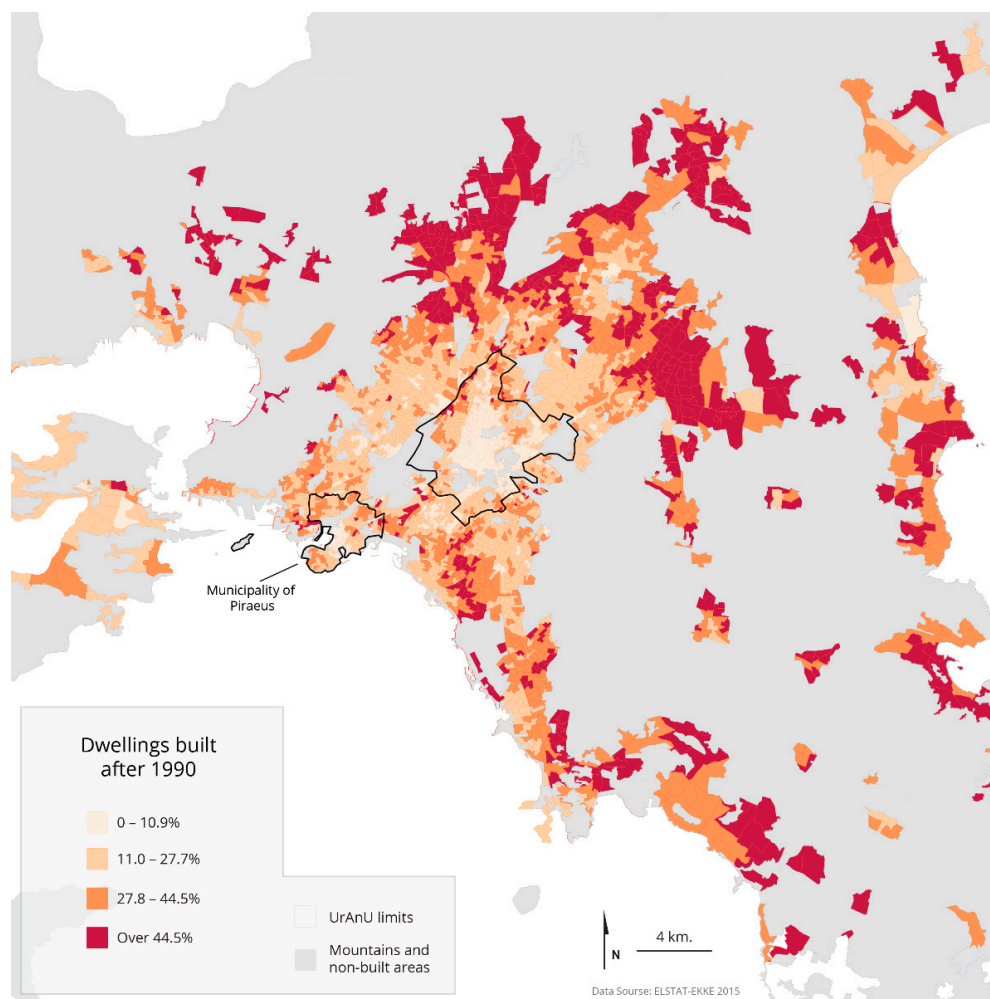 Municipality of
Piraeus
Dwellings built
after 1990
0 – 10.9%
11.0 – 27.7%
27.8 – 44.5%
Over 44.5%
UrAnU limits
Mountains and
non-built areas
N
4 km.
Data Sourse: ELSTAT-EKKE 2015